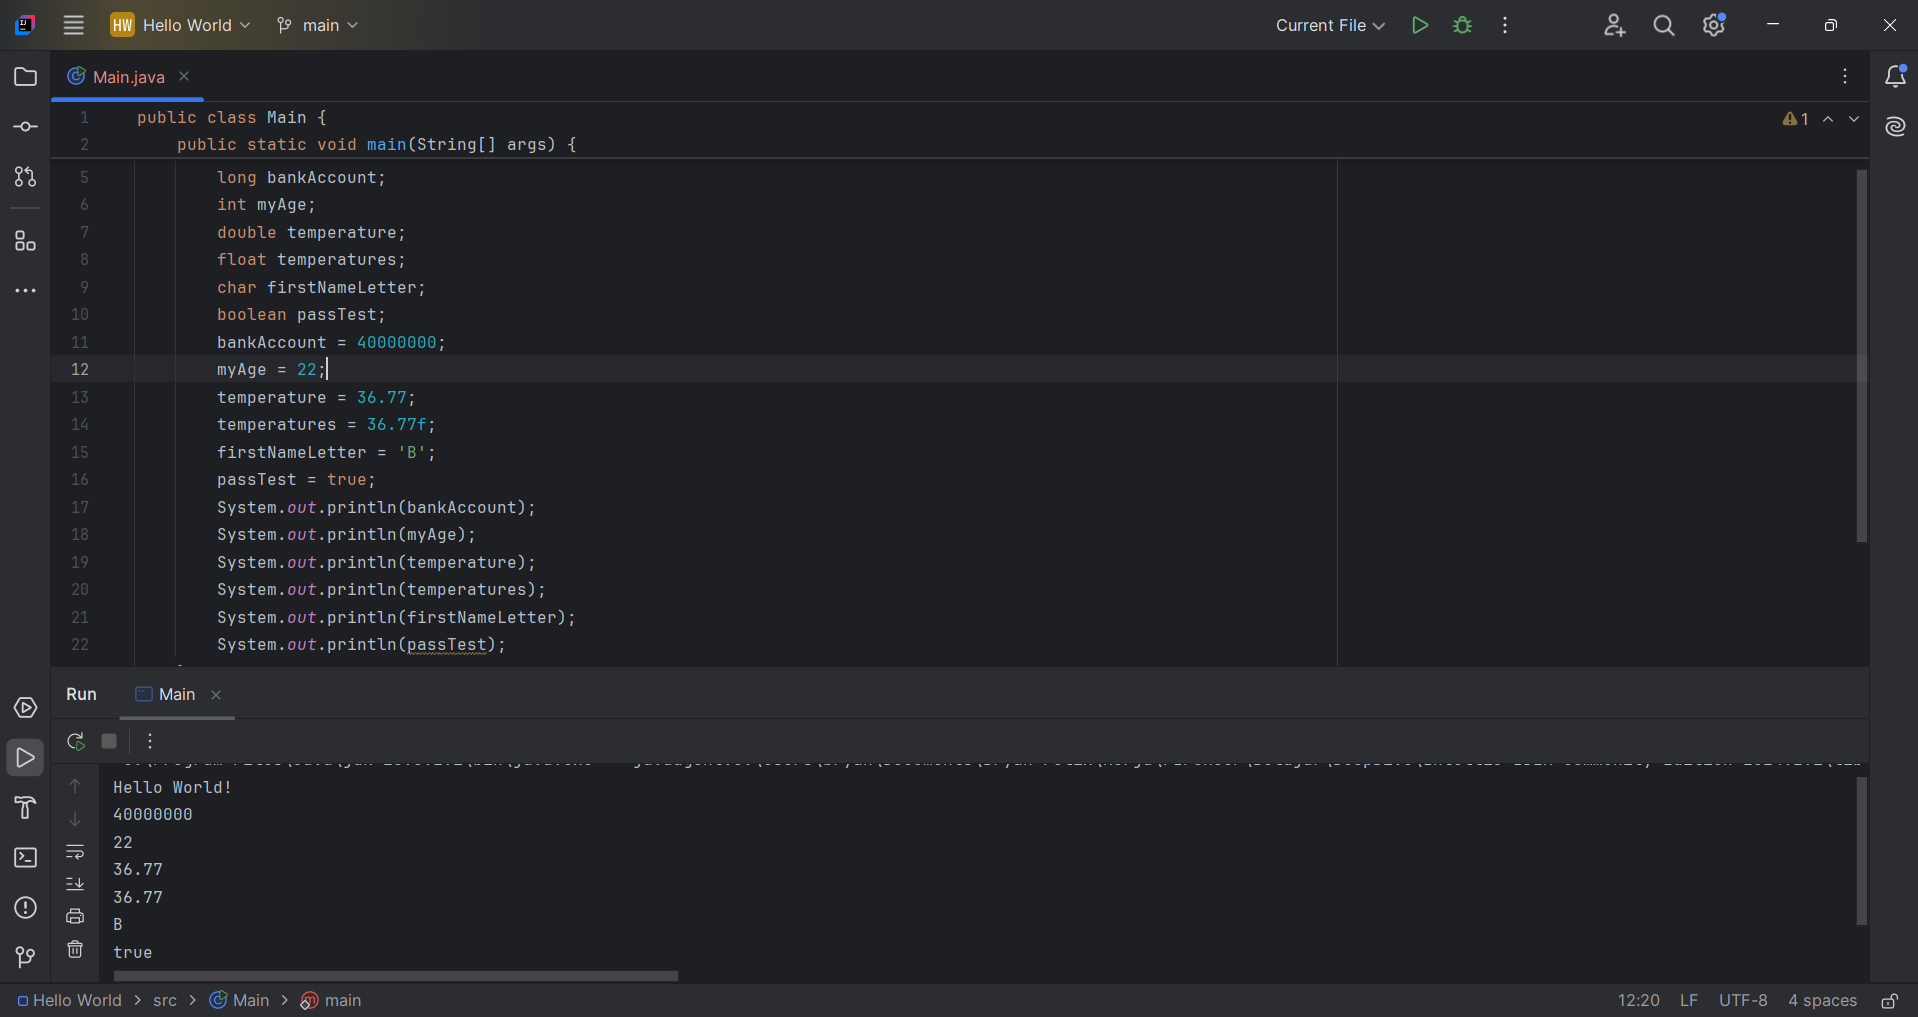 HW Hello World main Current File
Main.java
1 public class Main {
2 public static void main(String[] args) {
5 long bankAccount;
6 int myAge;
7 double temperature;
8 float temperatures;
9 char firstNameLetter;
10 boolean passTest;
11 bankAccount = 40000000;
12 myAge = 22;
13 temperature = 36.77;
14 temperatures = 36.77f;
15 firstNameLetter = 'B';
16 passTest = true;
17 System.out.println(bankAccount);
18 System.out.println(myAge);
19 System.out.println(temperature);
20 System.out.println(temperatures);
21 System.out.println(firstNameLetter);
22 System.out.println(passTest);
1
Run Main
Hello World!
40000000
22
36.77
36.77
B
true
Hello World > src > Main > main 12:20 LF UTF-8 4 spaces